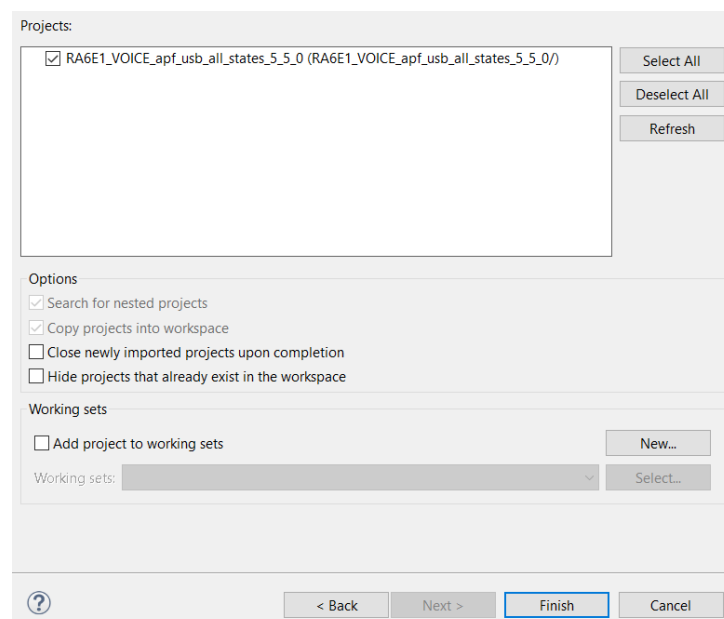 Projects:
RA6E1_VOICE_apf_usb_all_states_5_5_0 (RA6E1_VOICE_apf_usb_all_states_5_5_0/)
Select All
Deselect All
Refresh
Options
Search for nested projects
Copy projects into workspace
Close newly imported projects upon completion
Hide projects that already exist in the workspace
Working sets
Add project to working sets
New...
Working sets:
Select...
?
< Back
Next >
Finish
Cancel